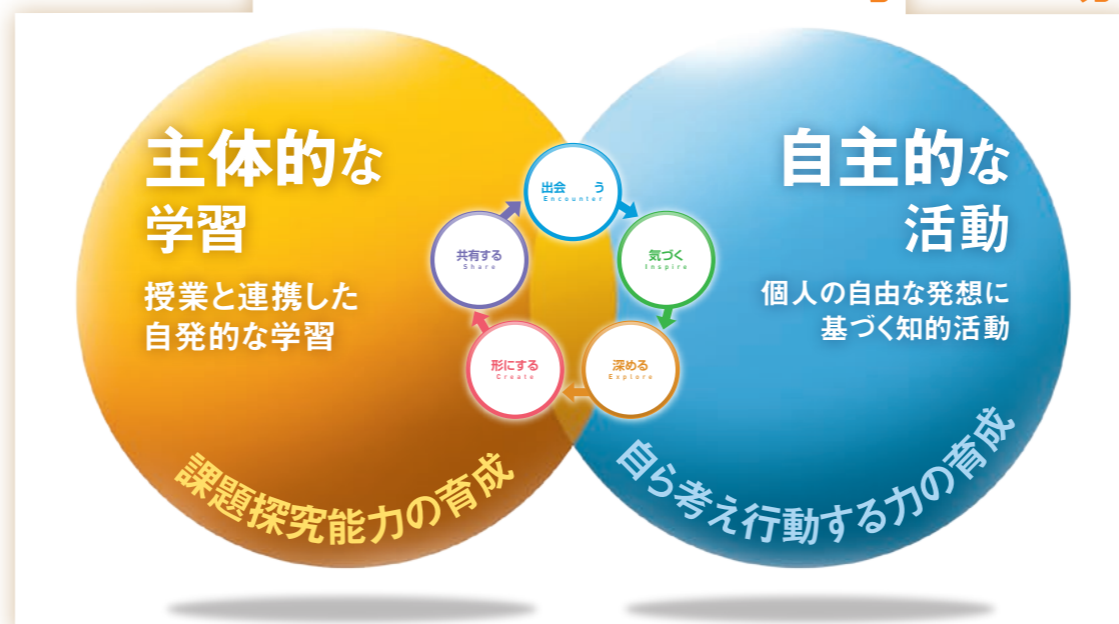 主体的な
学習
授業と連携した
自発的な学習
課題探究能力の育成
自主的な
活動
個人の自由な発想に
基づく知的活動
自ら考え行動する力の育成
出会　う
Encounter
気づく
Inspire
深める
Explore
形にする
Create
共有する
Share